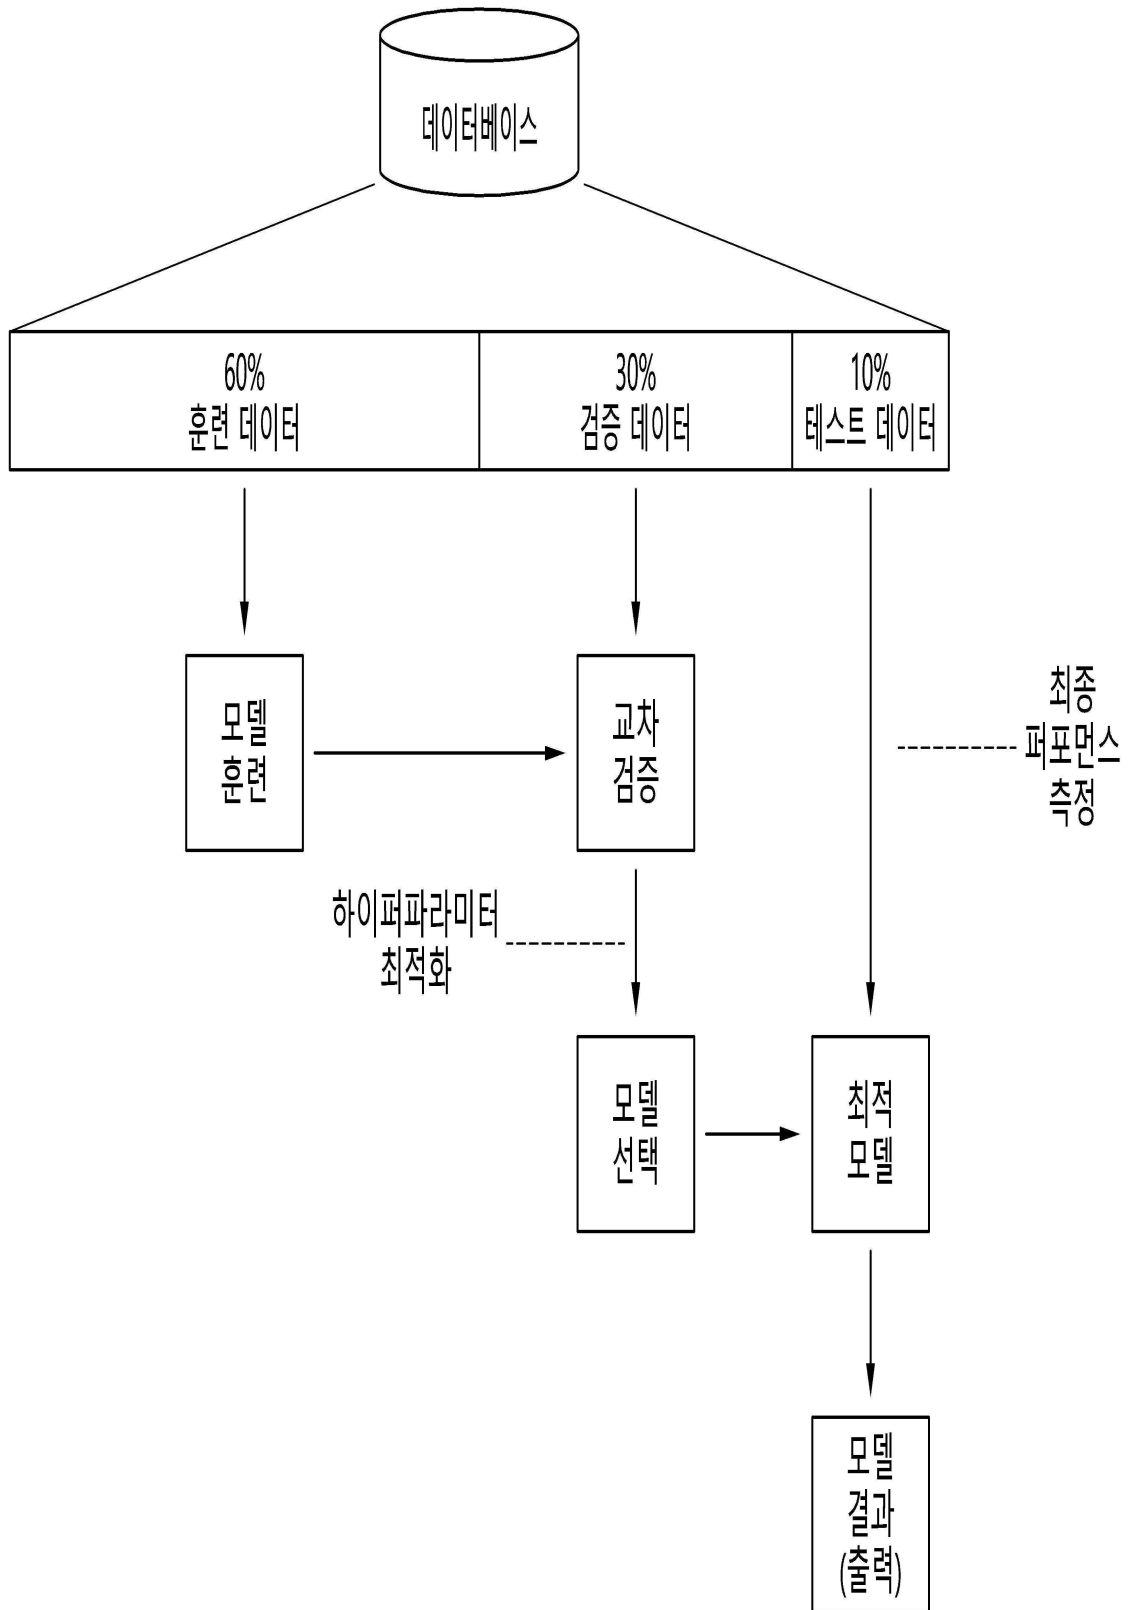 데이터베이스
60%
훈련 데이터
30%
검증 데이터
10%
테스트 데이터
모델
훈련
교차
검증
최종
퍼포먼스
측정
하이퍼파라미터
최적화
모델
선택
최적
모델
모델
결과
(출력)